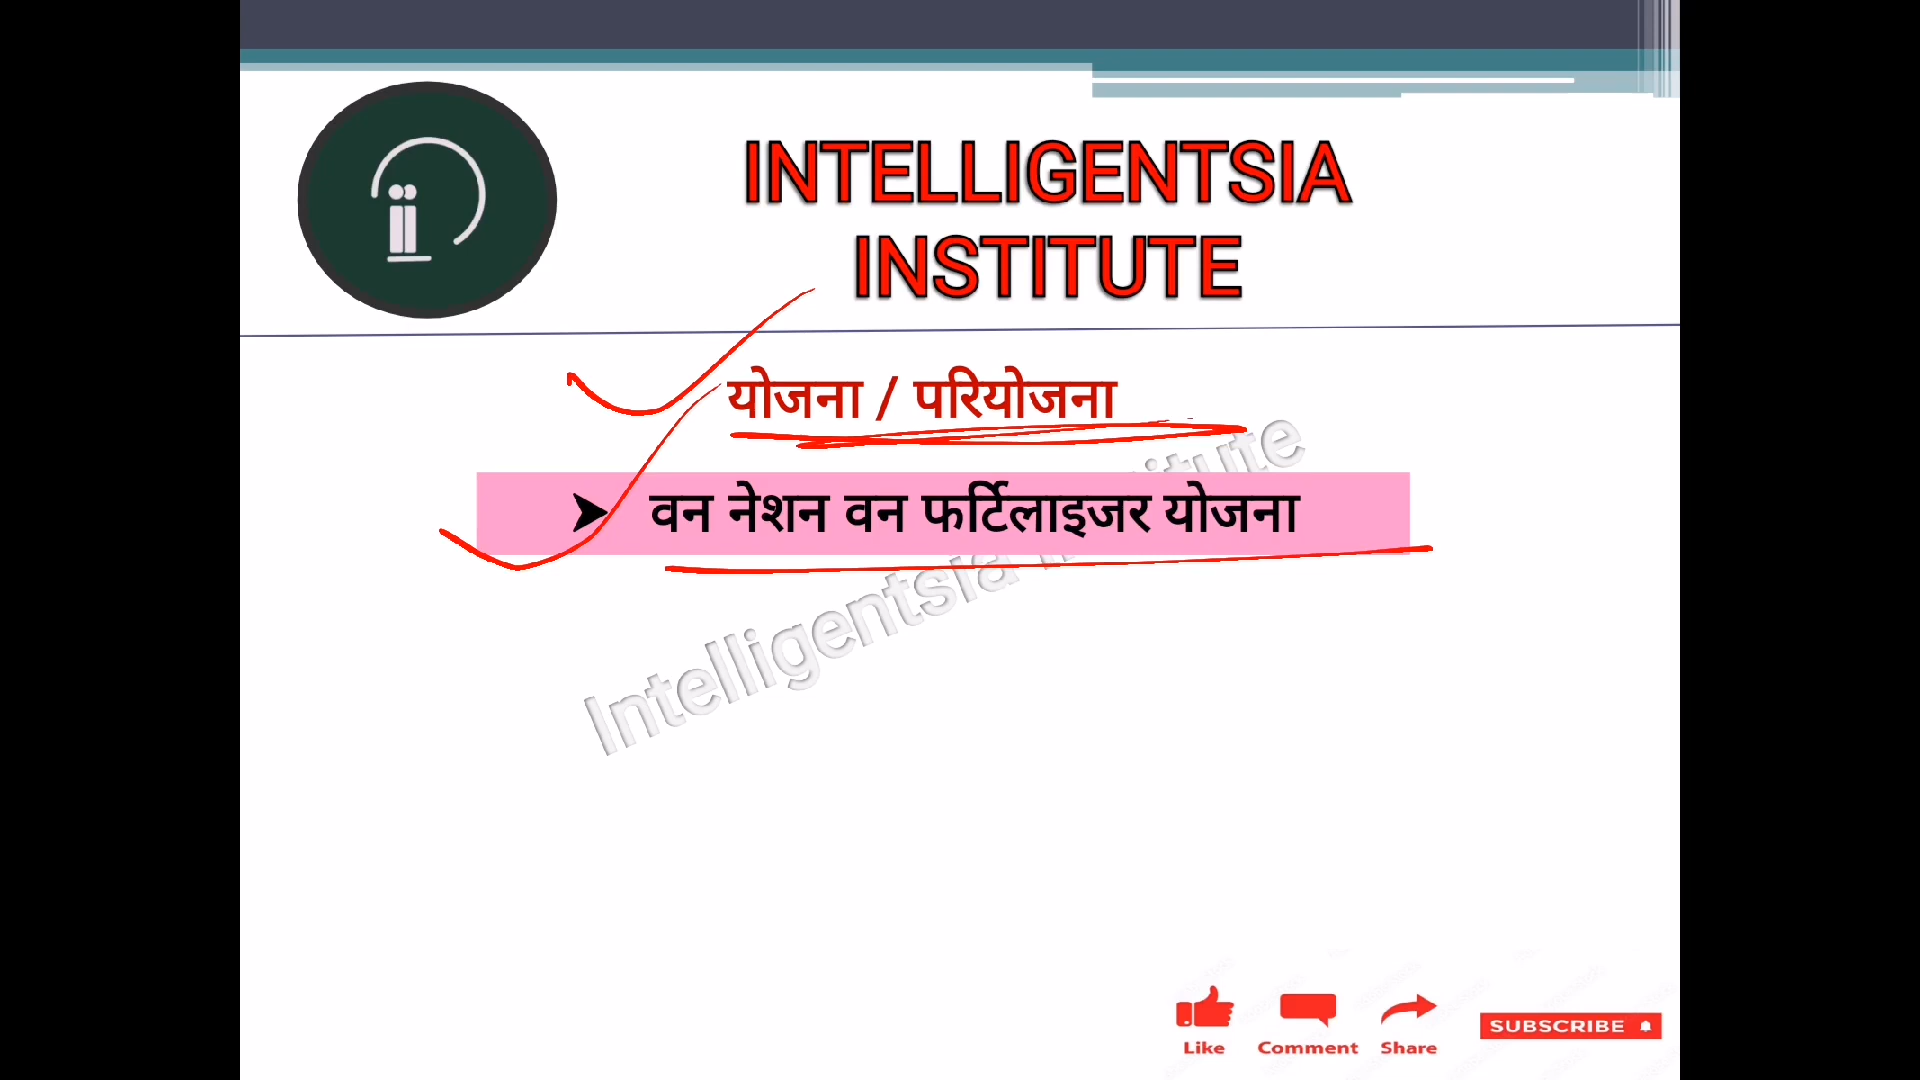 INTELLIGENTSIA
INSTITUTE
योजना / परियोजना
➤ वन नेशन वन फर्टिलाइजर योजना
Intelligentsia Institute
Like Comment Share SUBSCRIBE